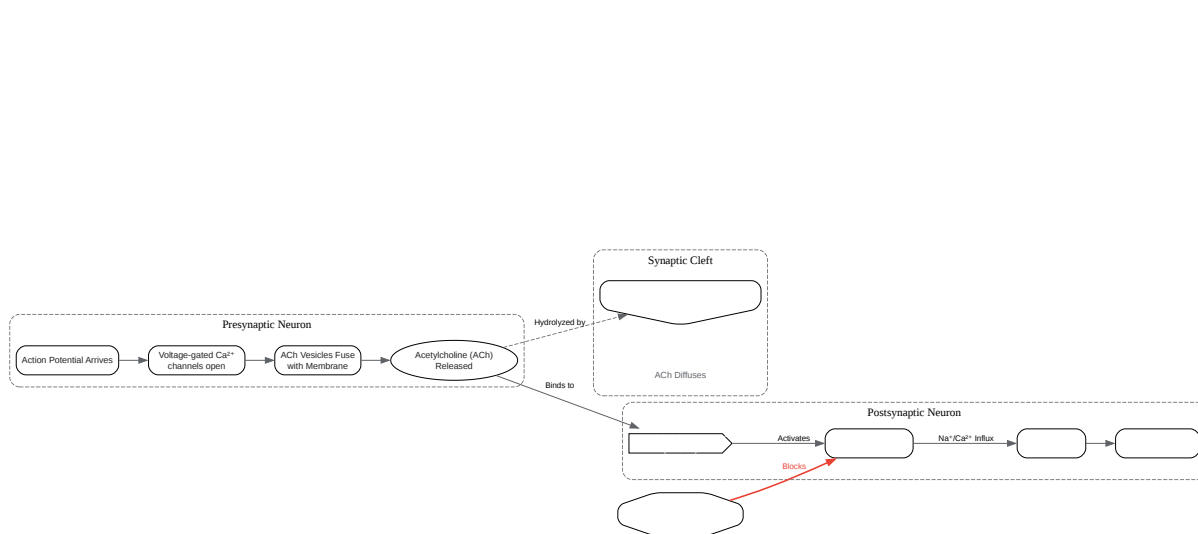 Synaptic Cleft
Hydrolyzed by
Presynaptic Neuron
Action Potential Arrives
Voltage-gated Ca²⁺
channels open
ACh Vesicles Fuse
with Membrane
Acetylcholine (ACh)
Released
ACh Diffuses
Binds to
Postsynaptic Neuron
Activates
Na⁺/Ca²⁺ Influx
Blocks